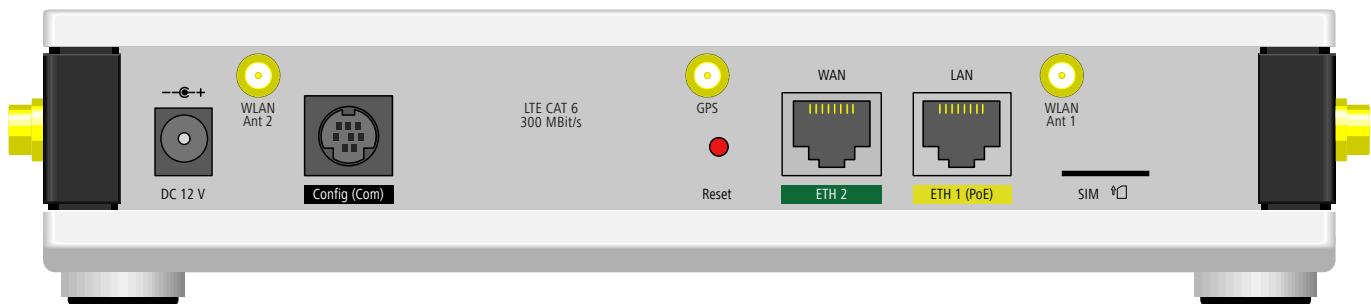 WLAN
Ant 2
DC 12 V
Config (Com)
LTE CAT 6
300 MBit/s
GPS
Reset
WAN
ETH 2
LAN
ETH 1 (PoE)
WLAN
Ant 1
SIM